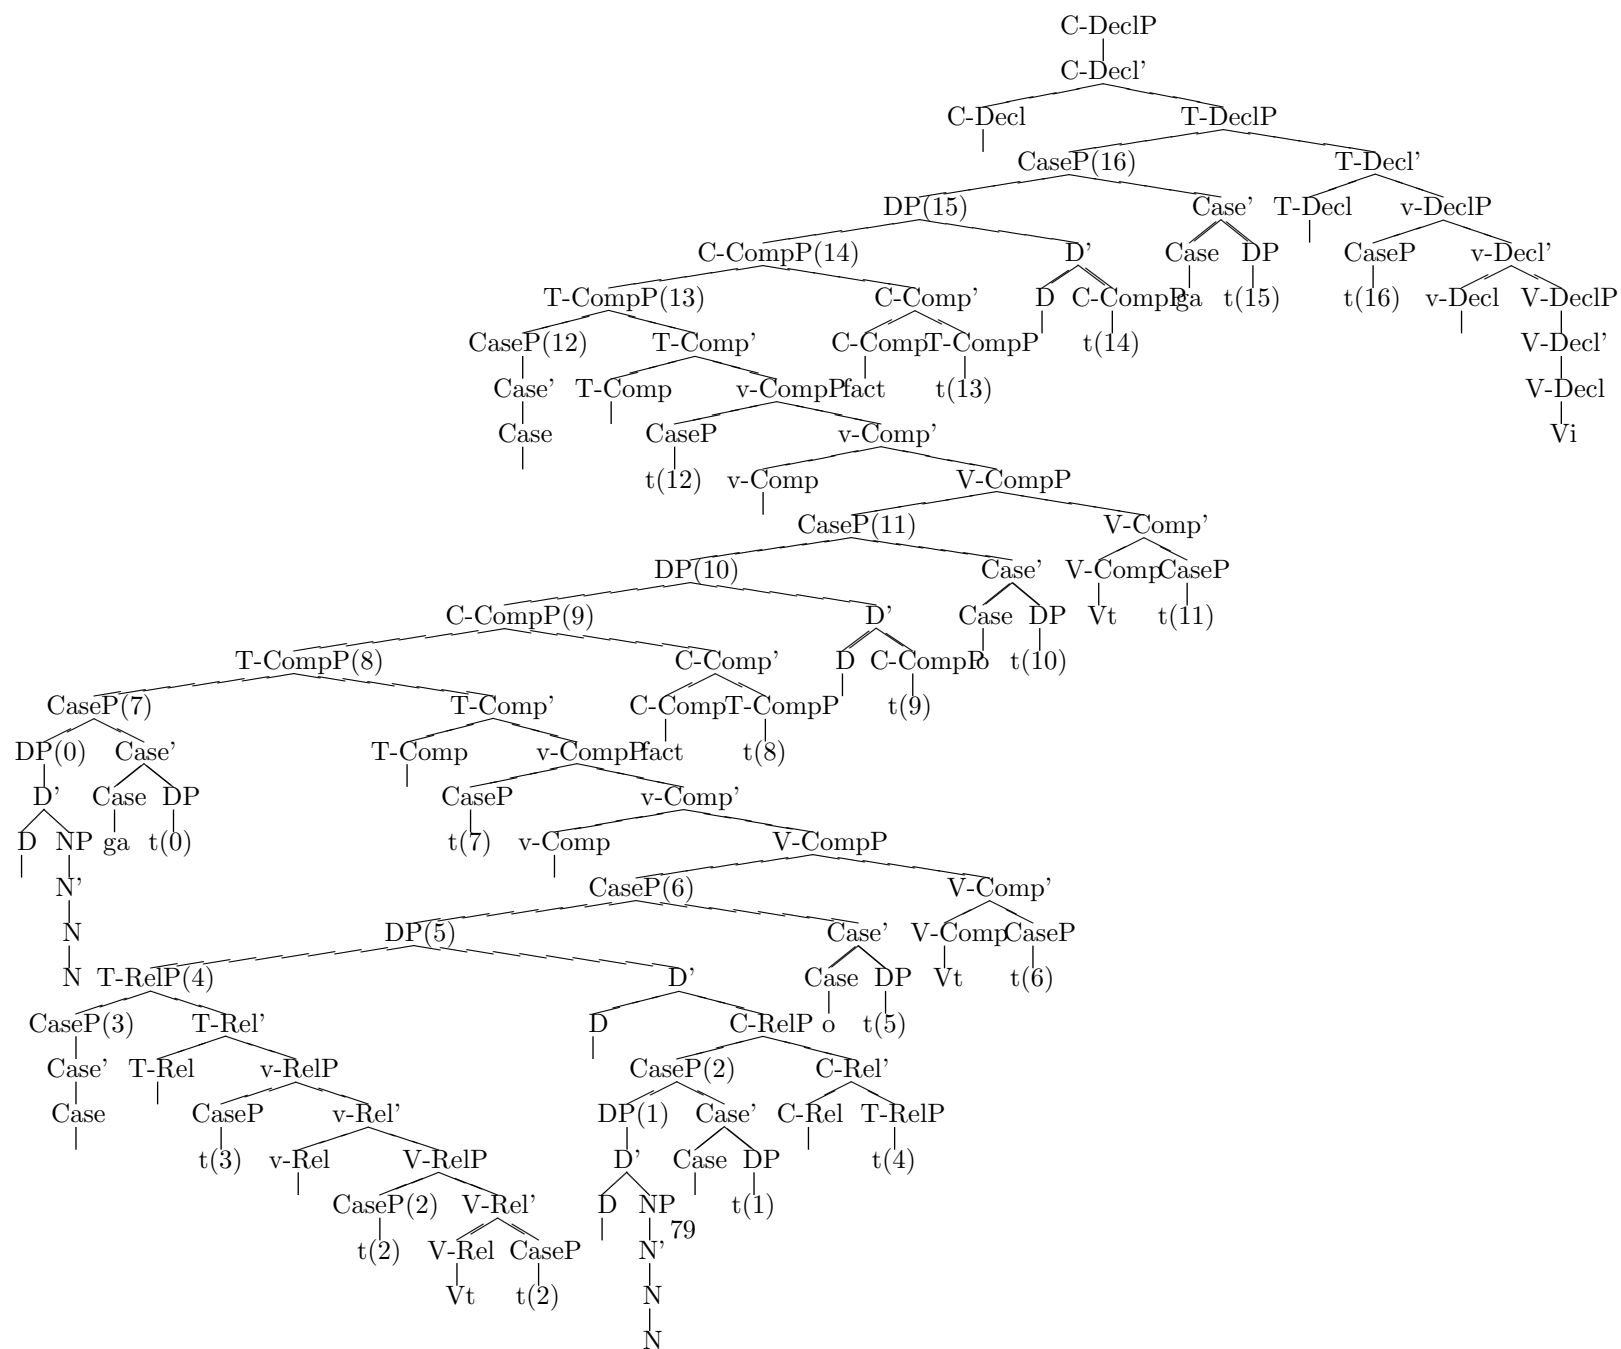 C-DeclP
C-Decl'
C-Decl T-DeclP
CaseP(16) T-Decl'
DP(15) Case' T-Decl v-DeclP
C-CompP(14) D' Case DP CaseP v-Decl'
T-CompP(13) C-Comp' D C-CompP ga t(15) t(16) v-Decl V-DeclP
CaseP(12) T-Comp' C-Comp T-CompP t(14) V-Decl'
Case' T-Comp v-CompP fact t(13) V-Decl
Case CaseP v-Comp' Vi
t(12) v-Comp V-CompP
CaseP(11) V-Comp'
DP(10) Case' V-Comp CaseP
C-CompP(9) D' Case DP Vt t(11)
T-CompP(8) C-Comp' D C-CompP o t(10)
CaseP(7) T-Comp' C-Comp T-CompP t(9)
DP(0) Case' T-Comp v-CompP fact t(8)
D' Case DP CaseP v-Comp'
D NP ga t(0) t(7) v-Comp V-CompP
N' CaseP(6) V-Comp'
N DP(5) Case' V-Comp CaseP
N T-RelP(4) D' Case DP Vt t(6)
CaseP(3) T-Rel' D C-RelP o t(5)
Case' T-Rel v-RelP CaseP(2) C-Rel'
Case CaseP v-Rel' DP(1) Case' C-Rel T-RelP
t(3) v-Rel V-RelP D' Case DP t(4)
CaseP(2) V-Rel' D NP t(1)
79
t(2) V-Rel CaseP N'
Vt t(2) N
N